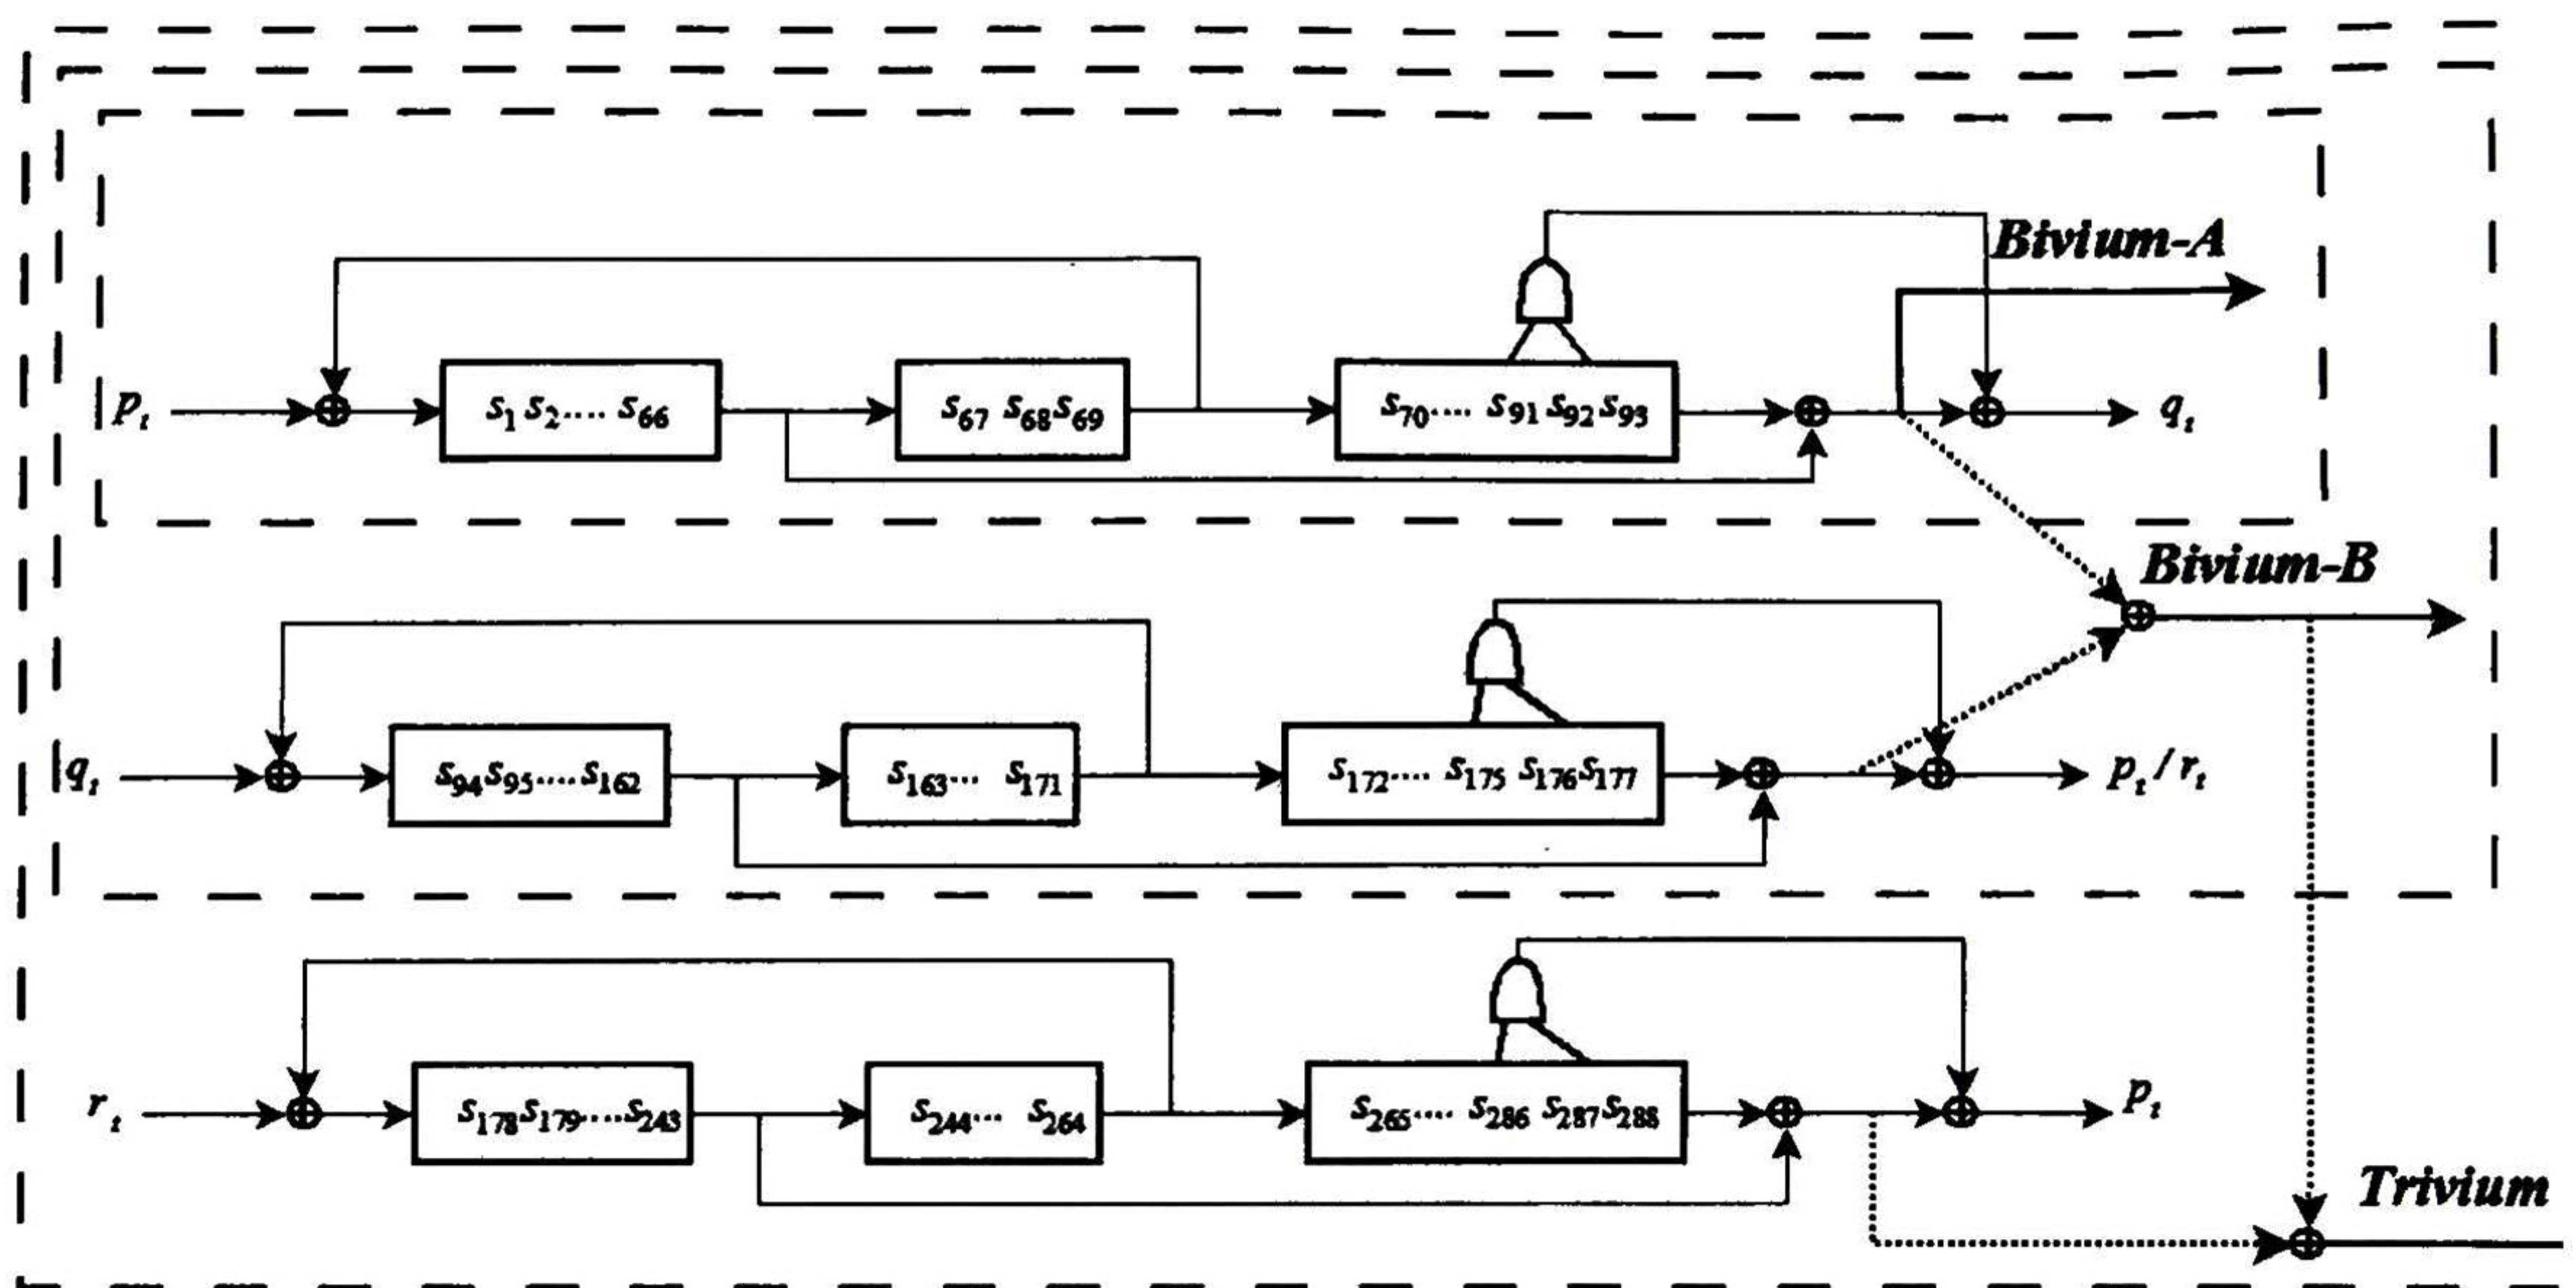 Bivium-A
p_t s_1 s_2.... s_66 s_67 s_68 s_69 s_70.... s_91 s_92 s_93 q_t
Bivium-B
q_t s_94 s_95.... s_162 s_163... s_171 s_172.... s_175 s_176 s_177 p_t / r_t
r_t s_178 s_179.... s_243 s_244... s_264 s_265.... s_286 s_287 s_288 p_t
Trivium